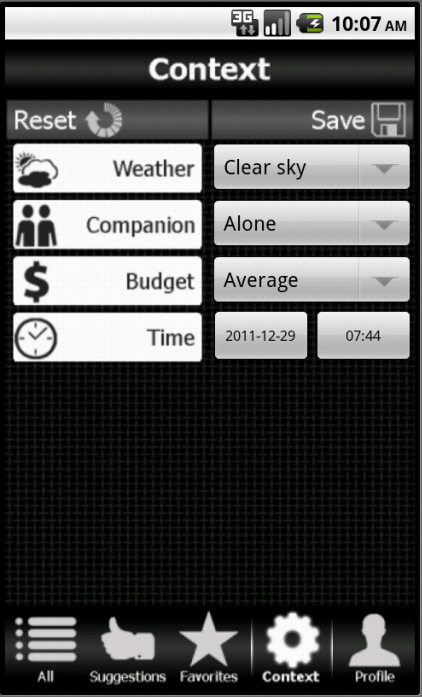 3G 10:07 AM
Context
Reset Save
Weather Clear sky
Companion Alone
$ Budget Average
Time 2011-12-29 07:44
All Suggestions Favorites Context Profile